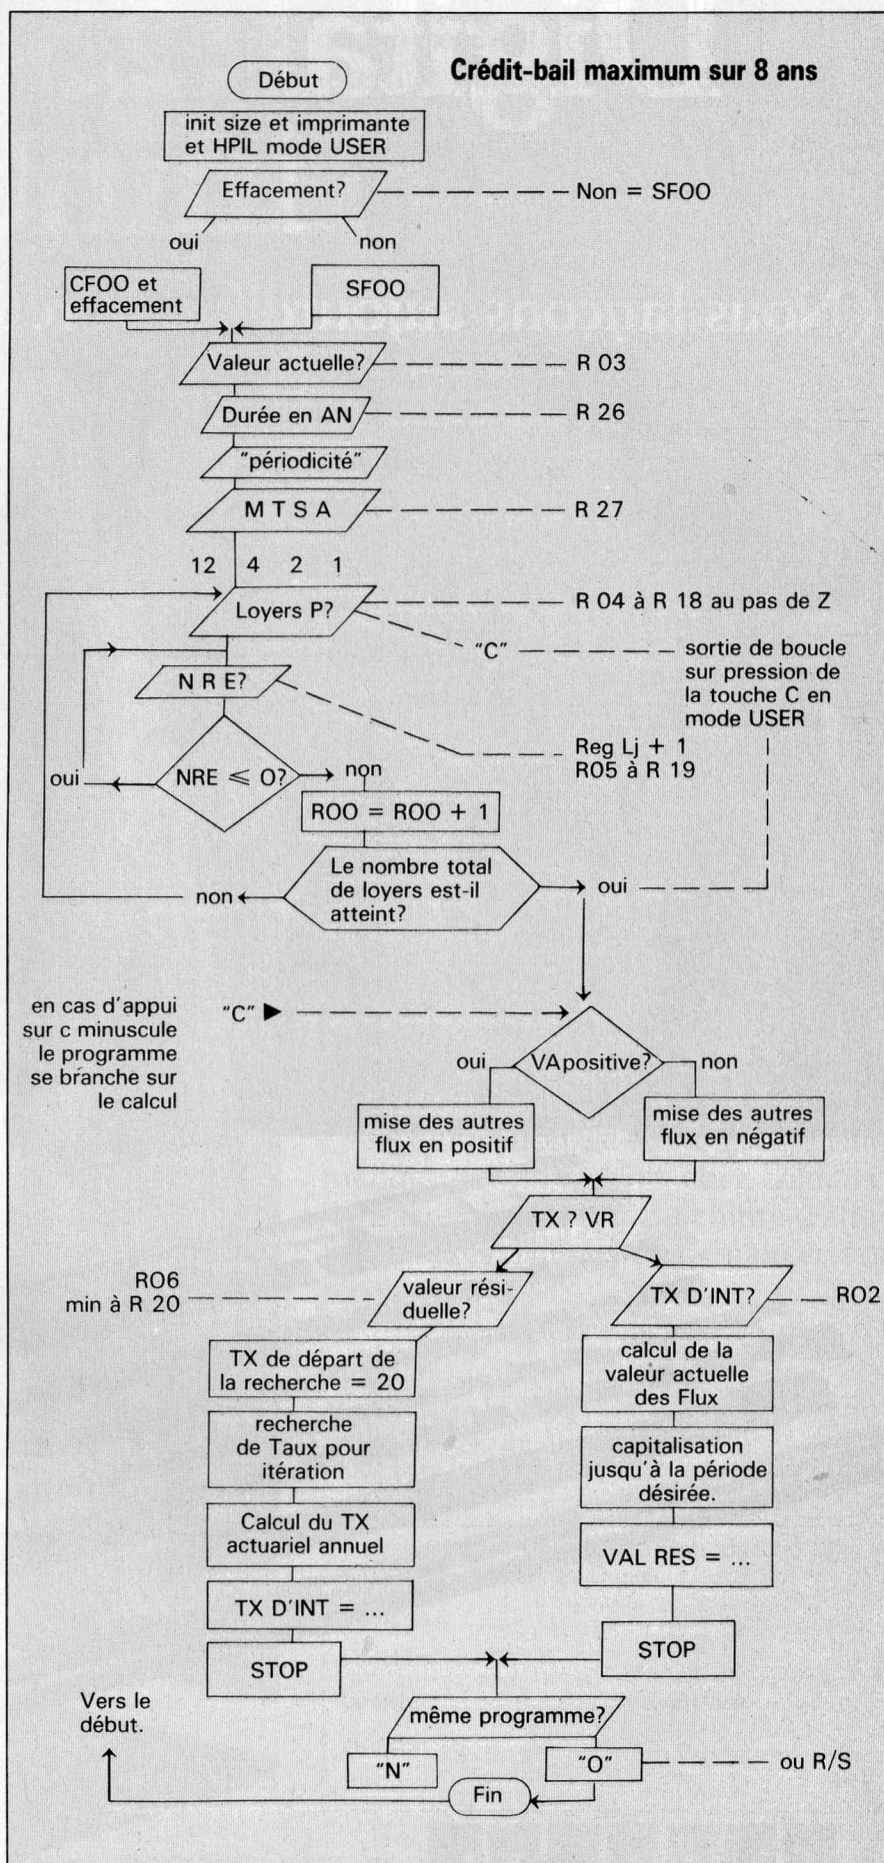 Crédit-bail maximum sur 8 ans
Début
init size et imprimante
et HPIL mode USER
Effacement?
Non = SFOO
oui
non
CFOO et
effacement
SFOO
Valeur actuelle?
R 03
Durée en AN
R 26
"périodicité"
M T S A
R 27
12 4 2 1
Loyers P?
R 04 à R 18 au pas de Z
"C"
sortie de boucle
sur pression de
la touche C en
mode USER
N R E?
Reg Lj + 1
R05 à R 19
oui
NRE ⩽ O?
non
ROO = ROO + 1
Le nombre total
de loyers est-il
atteint?
non
oui
en cas d'appui
sur c minuscule
le programme
se branche sur
le calcul
"C" ►
VA positive?
oui
non
mise des autres
flux en positif
mise des autres
flux en négatif
TX ? VR
RO6
min à R 20
valeur rési-
duelle?
TX D'INT?
RO2
TX de départ de
la recherche = 20
calcul de la
valeur actuelle
des Flux
recherche
de Taux pour
itération
capitalisation
jusqu'à la période
désirée.
Calcul du TX
actuariel annuel
VAL RES = ...
TX D'INT = ...
STOP
STOP
Vers le
début.
même programme?
"N"
"O"
ou R/S
Fin